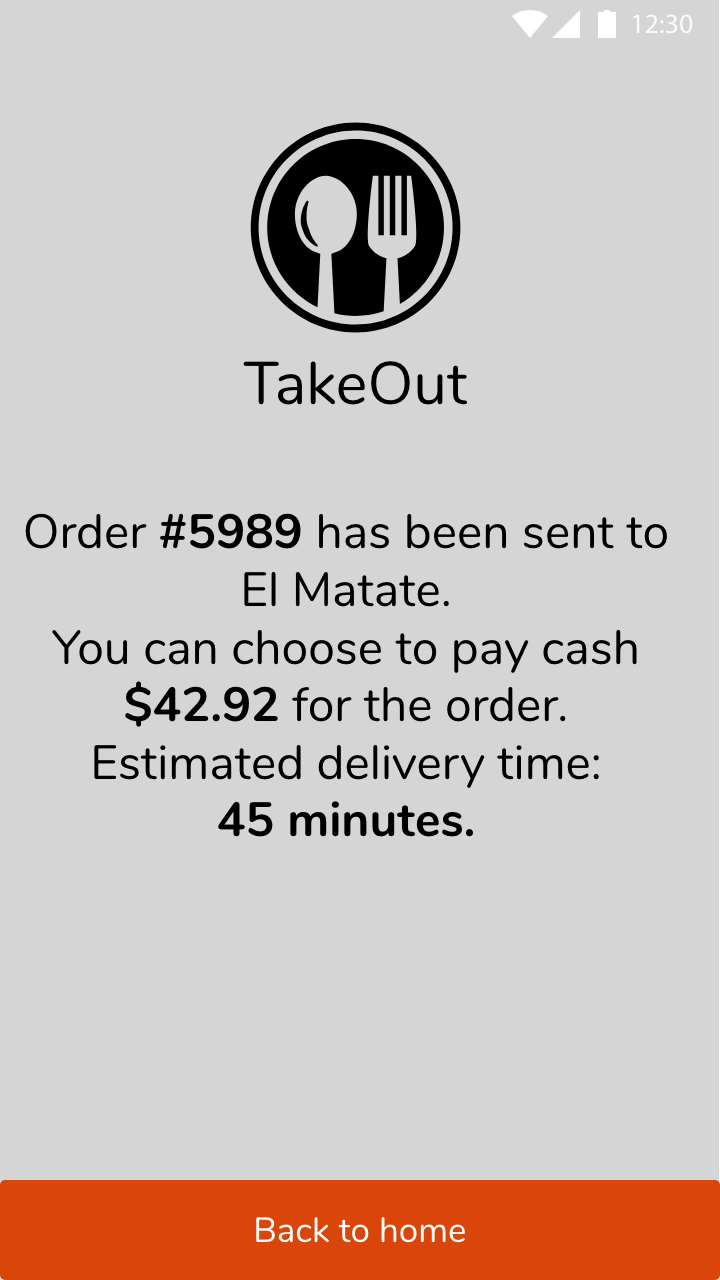 12:30
TakeOut
Order #5989 has been sent to
El Matate.
You can choose to pay cash
$42.92 for the order.
Estimated delivery time:
45 minutes.
Back to home